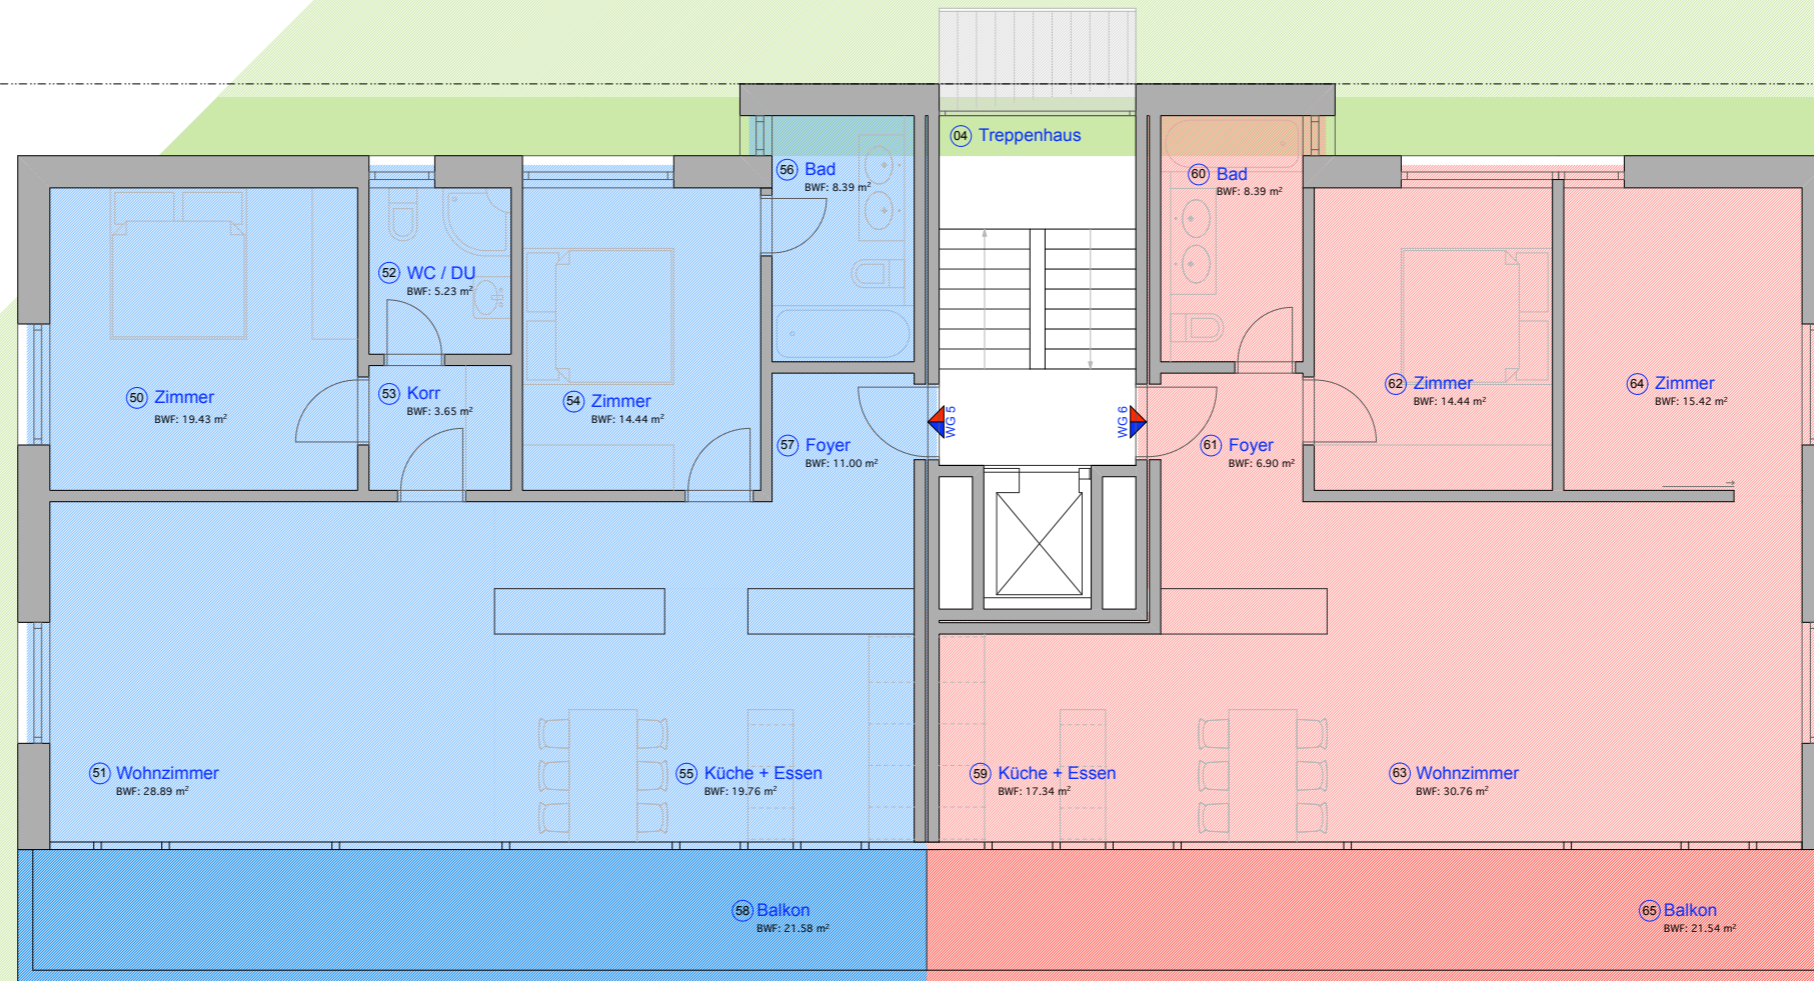 04 Treppenhaus
56 Bad
BWF: 8.39 m²
60 Bad
BWF: 8.39 m²
52 WC / DU
BWF: 5.23 m²
50 Zimmer
BWF: 19.43 m²
53 Korr
BWF: 3.65 m²
54 Zimmer
BWF: 14.44 m²
62 Zimmer
BWF: 14.44 m²
64 Zimmer
BWF: 15.42 m²
57 Foyer
BWF: 11.00 m²
WG 5
WG 6
61 Foyer
BWF: 6.90 m²
51 Wohnzimmer
BWF: 28.89 m²
55 Küche + Essen
BWF: 19.76 m²
59 Küche + Essen
BWF: 17.34 m²
63 Wohnzimmer
BWF: 30.76 m²
58 Balkon
BWF: 21.58 m²
65 Balkon
BWF: 21.54 m²